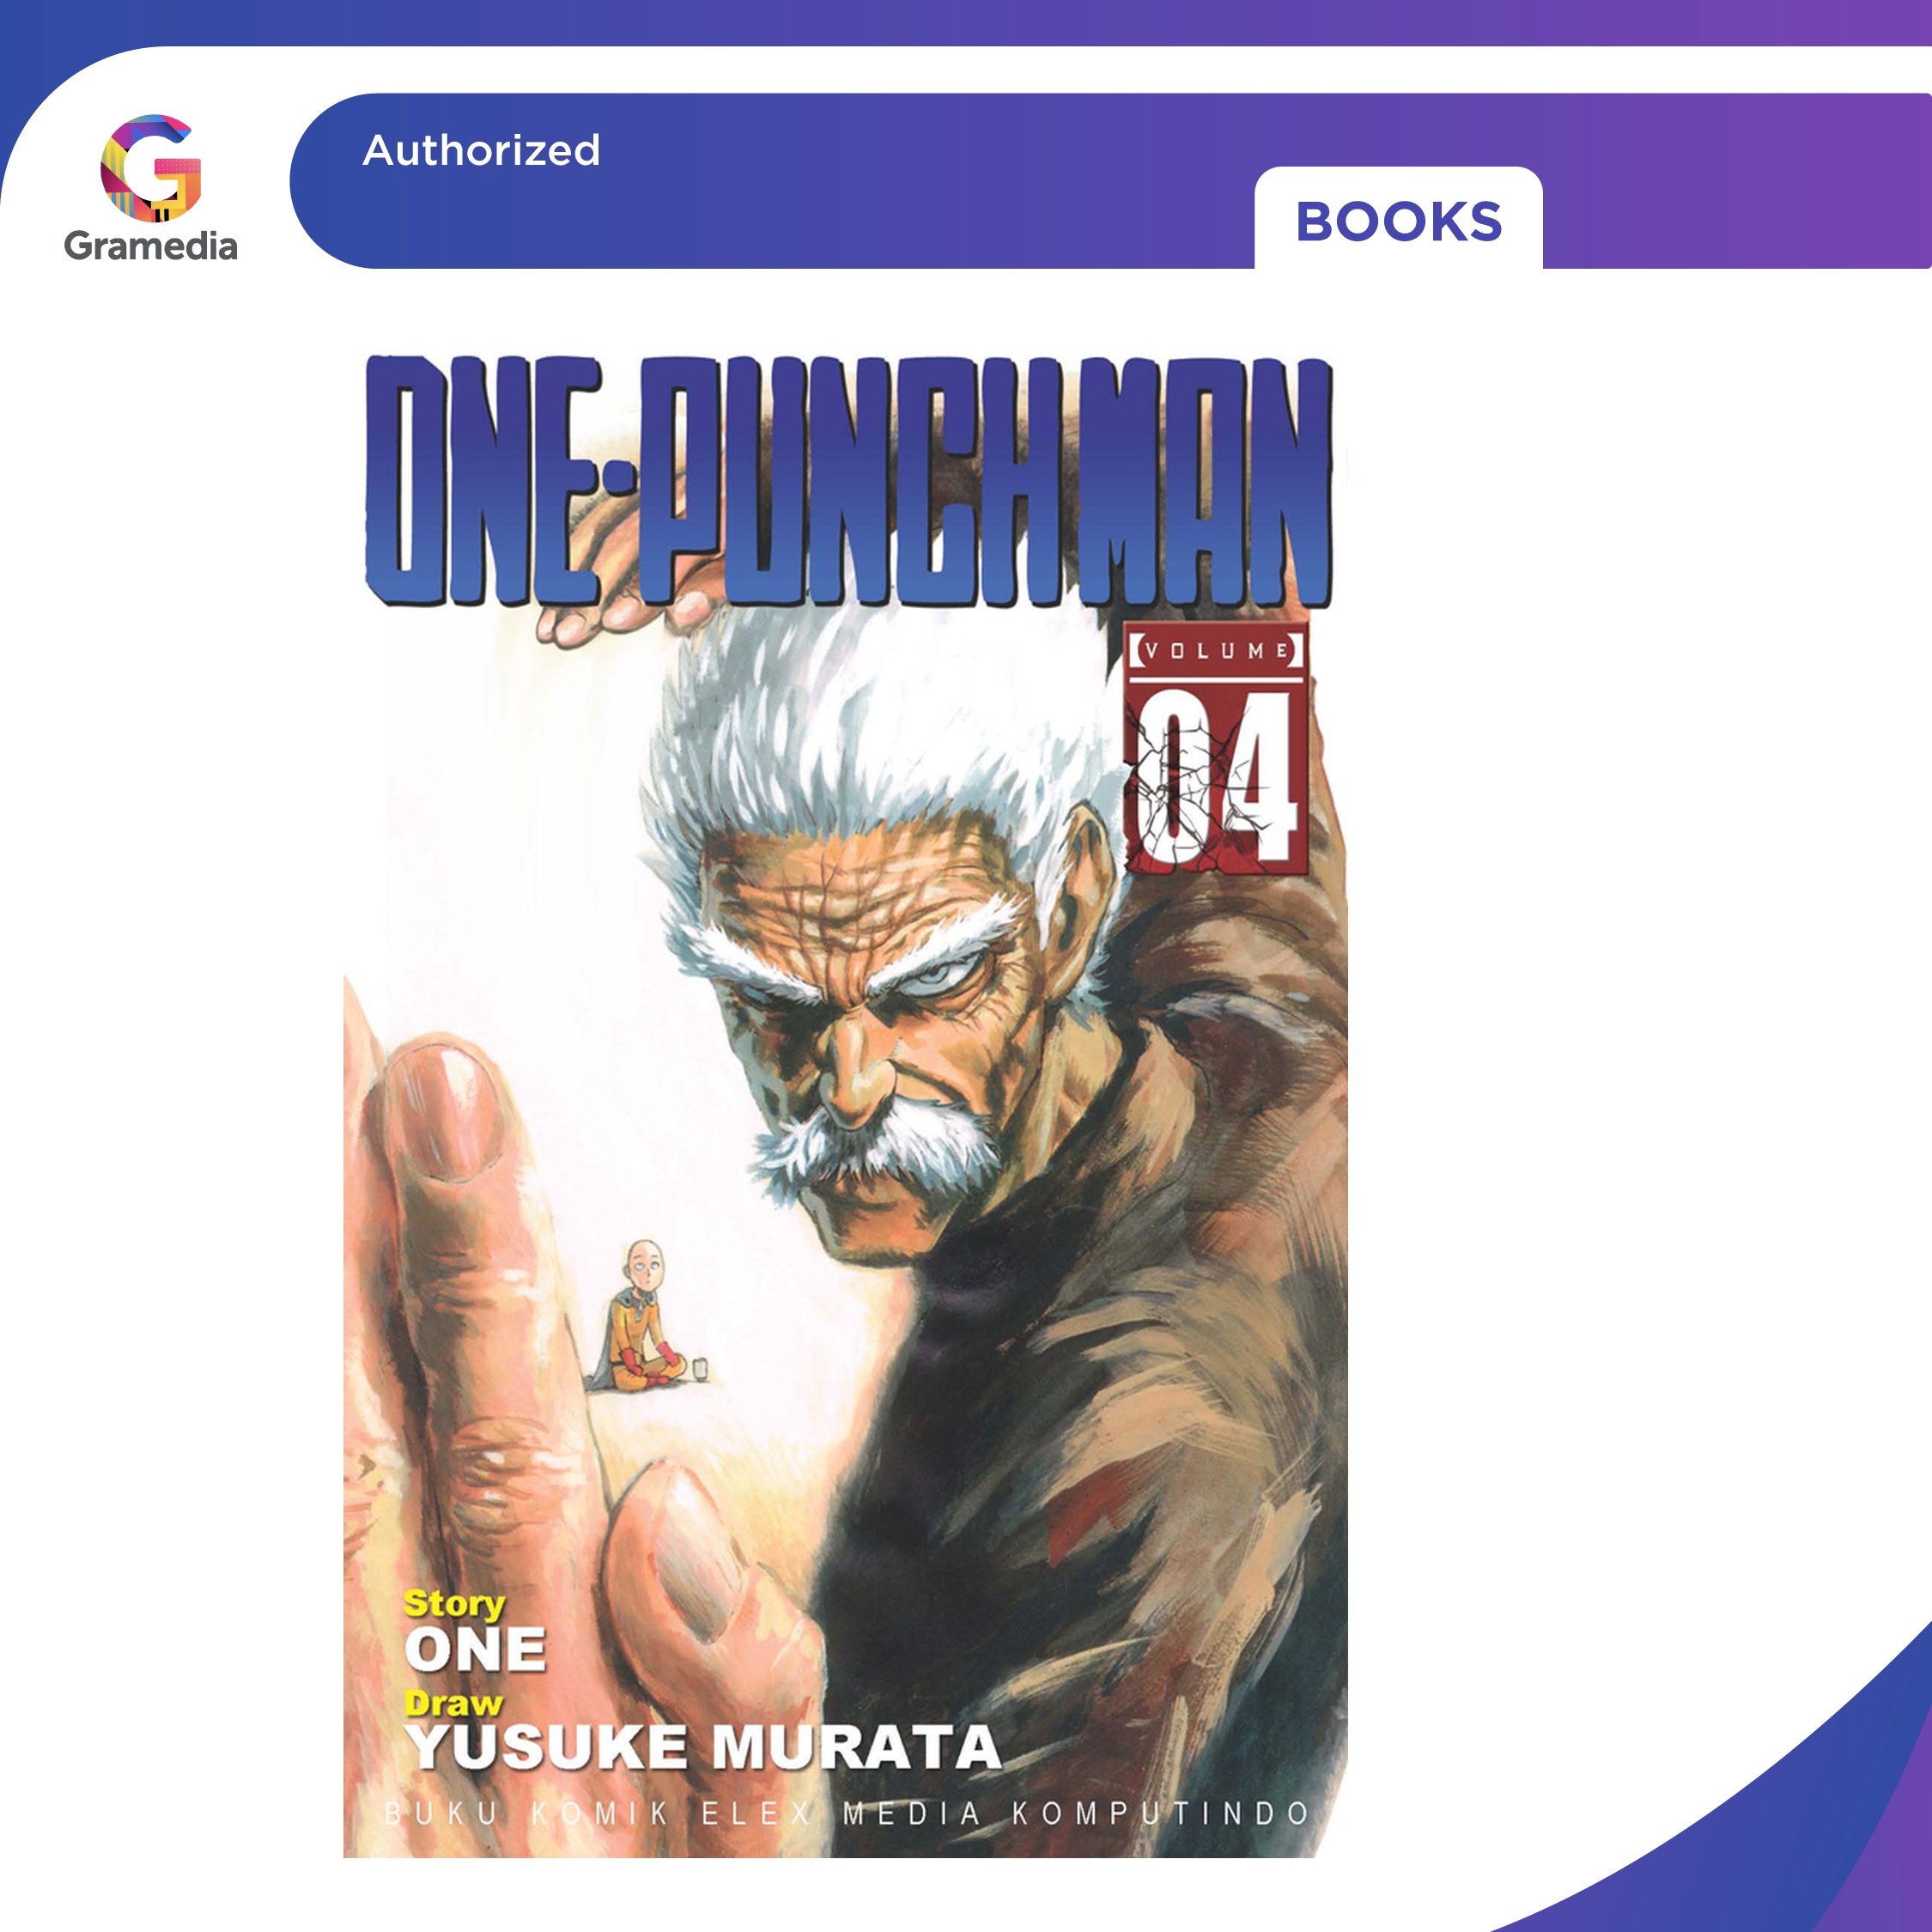 Gramedia
Authorized
BOOKS
ONE-PUNCH MAN
VOLUME
04
Story
ONE
Draw
YUSUKE MURATA
BUKU KOMIK ELEX MEDIA KOMPUTINDO